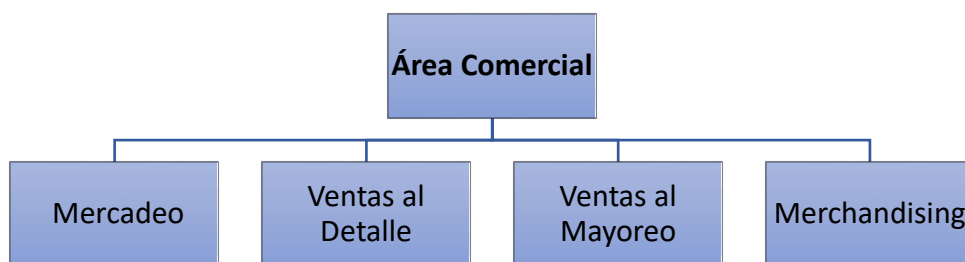 Área Comercial
Mercadeo
Ventas al
Detalle
Ventas al
Mayoreo
Merchandising